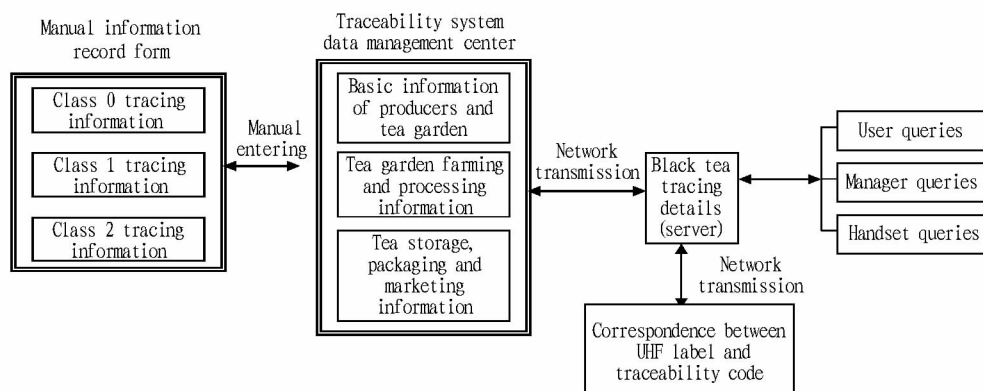 Manual information
record form
Class 0 tracing
information
Class 1 tracing
information
Class 2 tracing
information
Manual
entering
Traceability system
data management center
Basic information
of producers and
tea garden
Tea garden farming
and processing
information
Tea storage,
packaging and
marketing
information
Network
transmission
Black tea
tracing
details
(server)
User queries
Manager queries
Handset queries
Network
transmission
Correspondence between
UHF label and
traceability code